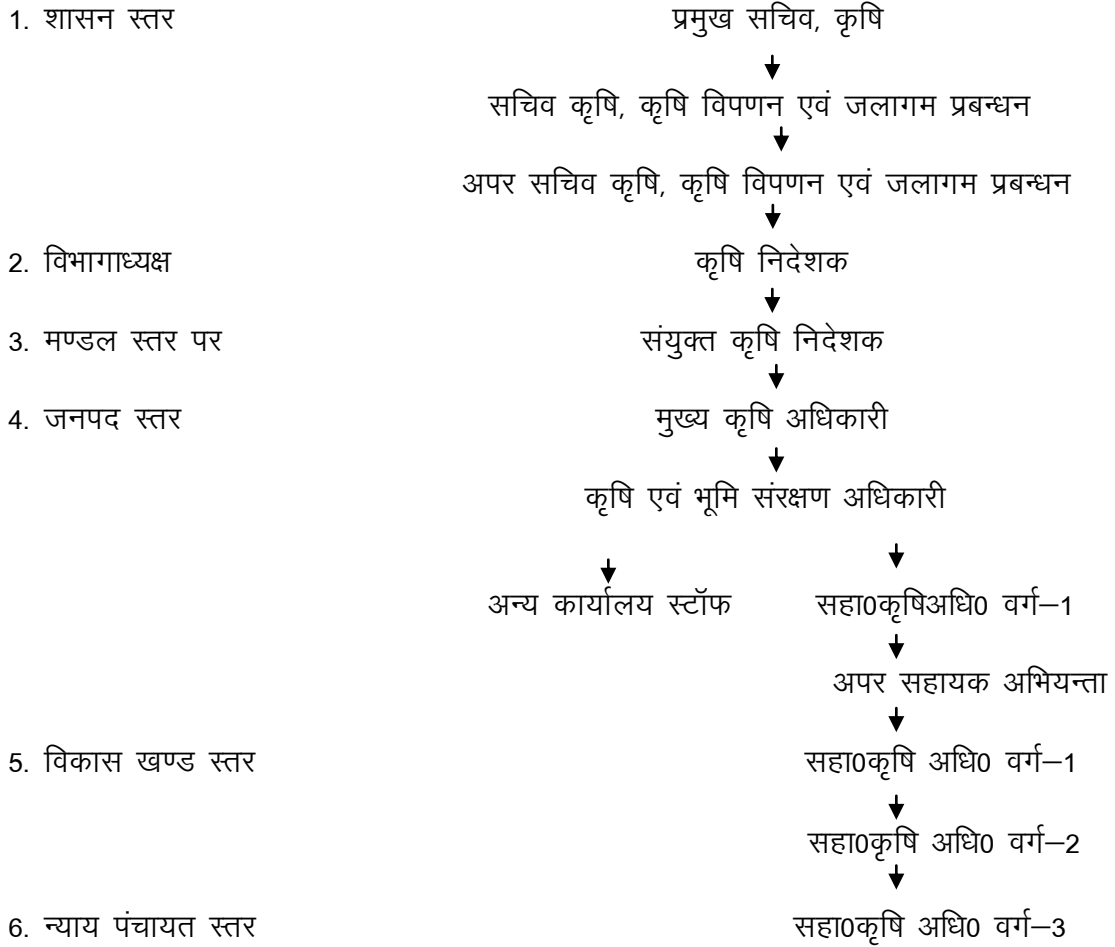 1. शासन स्तर प्रमुख सचिव, कृषि
सचिव कृषि, कृषि विपणन एवं जलागम प्रबन्धन
अपर सचिव कृषि, कृषि विपणन एवं जलागम प्रबन्धन
2. विभागाध्यक्ष कृषि निदेशक
3. मण्डल स्तर पर संयुक्त कृषि निदेशक
4. जनपद स्तर मुख्य कृषि अधिकारी
कृषि एवं भूमि संरक्षण अधिकारी
अन्य कार्यालय स्टॉफ सहा0कृषिअधि0 वर्ग–1
अपर सहायक अभियन्ता
5. विकास खण्ड स्तर सहा0कृषि अधि0 वर्ग–1
सहा0कृषि अधि0 वर्ग–2
6. न्याय पंचायत स्तर सहा0कृषि अधि0 वर्ग–3